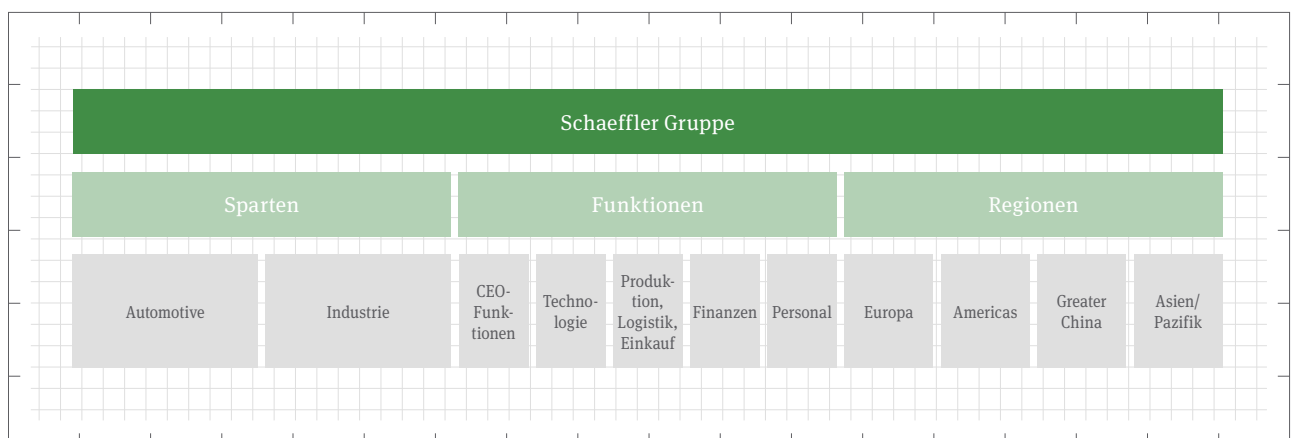 Schaeffler Gruppe
Sparten
Funktionen
Regionen
Automotive
Industrie
CEO-
Funk-
tionen
Techno-
logie
Produk-
tion,
Logistik,
Einkauf
Finanzen
Personal
Europa
Americas
Greater
China
Asien/
Pazifik